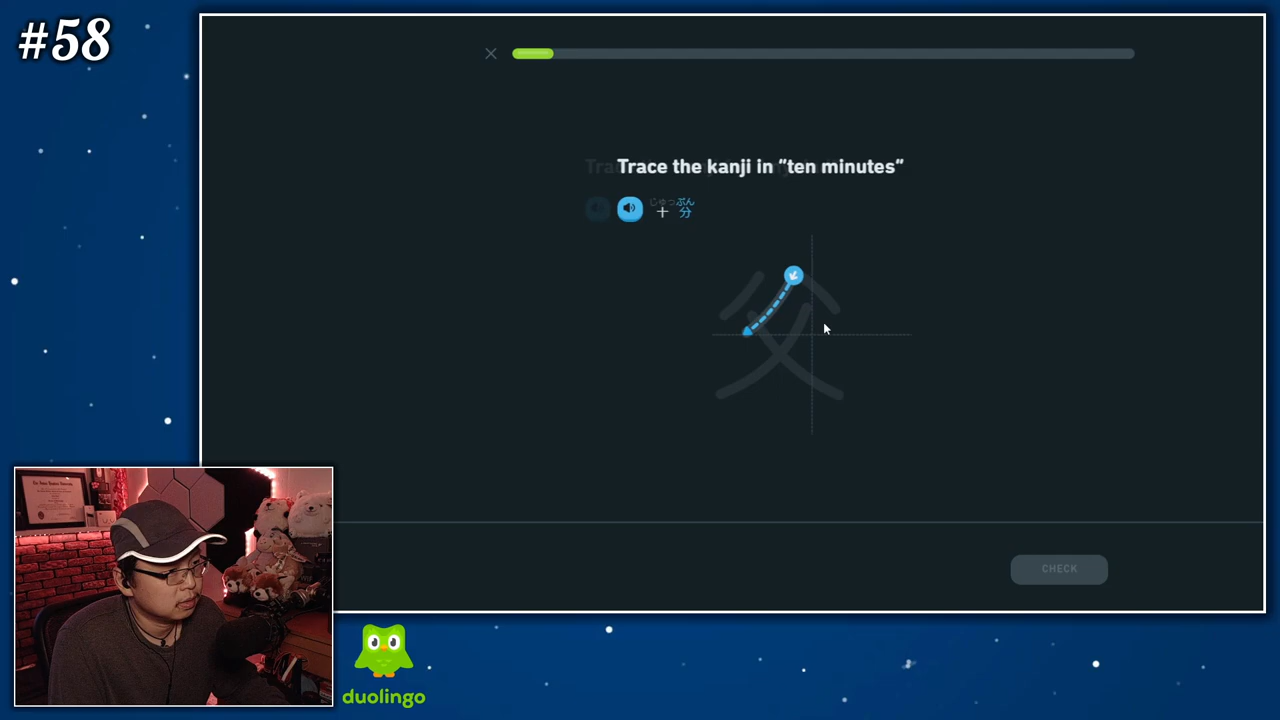 #58
Trace the kanji in “ten minutes”
じゅっぷん
十分
CHECK
duolingo